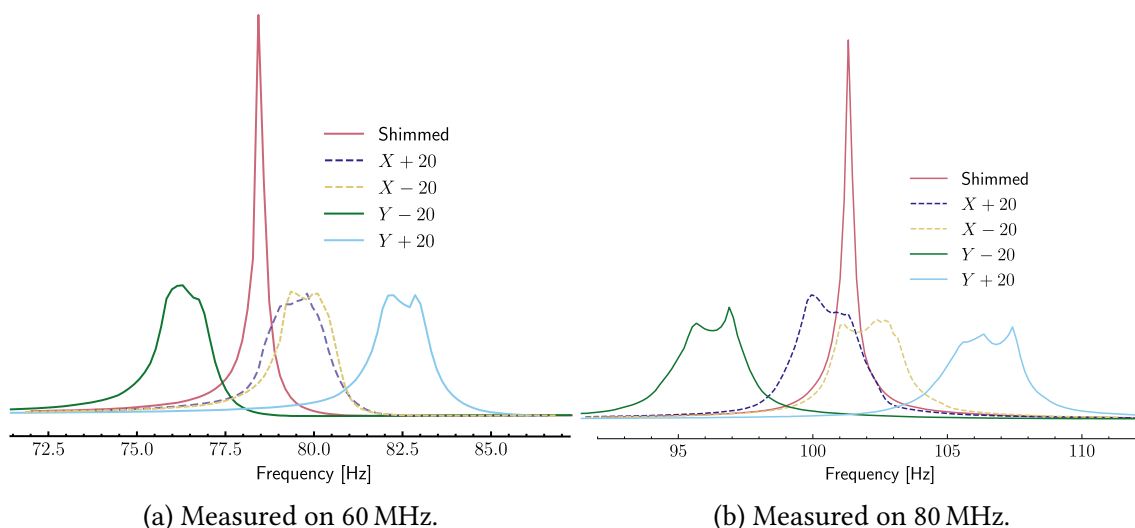 Shimmed
X + 20
X − 20
Y − 20
Y + 20
72.5 75.0 77.5 80.0 82.5 85.0
Frequency [Hz]
(a) Measured on 60 MHz.
Shimmed
X + 20
X − 20
Y − 20
Y + 20
95 100 105 110
Frequency [Hz]
(b) Measured on 80 MHz.